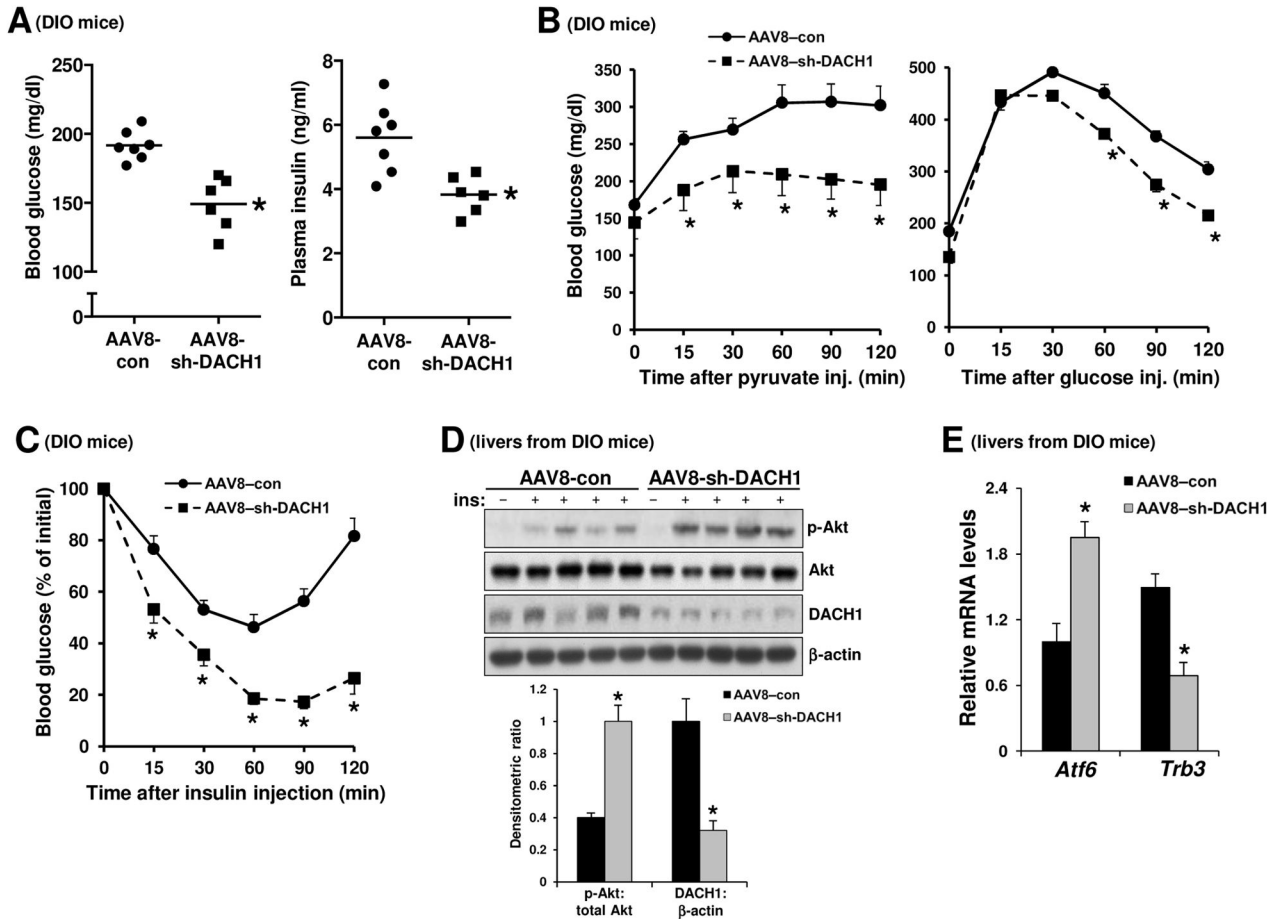 A (DIO mice)
250
200
150
100
0
Blood glucose (mg/dl)
*
AAV8-
con
AAV8-
sh-DACH1
8
6
4
2
0
Plasma insulin (ng/ml)
*
AAV8-
con
AAV8-
sh-DACH1
B (DIO mice)
AAV8–con
AAV8–sh-DACH1
350
300
250
200
150
100
50
0
Blood glucose (mg/dl)
* * * * *
0 15 30 60 90 120
Time after pyruvate inj. (min)
500
400
300
500
200
100
0
* * *
0 15 30 60 90 120
Time after glucose inj. (min)
C (DIO mice)
AAV8–con
AAV8–sh-DACH1
100
80
60
40
20
0
Blood glucose (% of initial)
* * * * *
0 15 30 60 90 120
Time after insulin injection (min)
D (livers from DIO mice)
AAV8-con AAV8-sh-DACH1
ins: – + + + + – + + + +
p-Akt
Akt
DACH1
β-actin
AAV8–con
AAV8–sh-DACH1
1.2
1
0.8
0.6
0.4
0.2
0
Densitometric ratio
* *
p-Akt:
total Akt
DACH1:
β-actin
E (livers from DIO mice)
AAV8–con
AAV8–sh-DACH1
2.4
1.8
1.2
0.6
0
Relative mRNA levels
* *
Atf6 Trb3